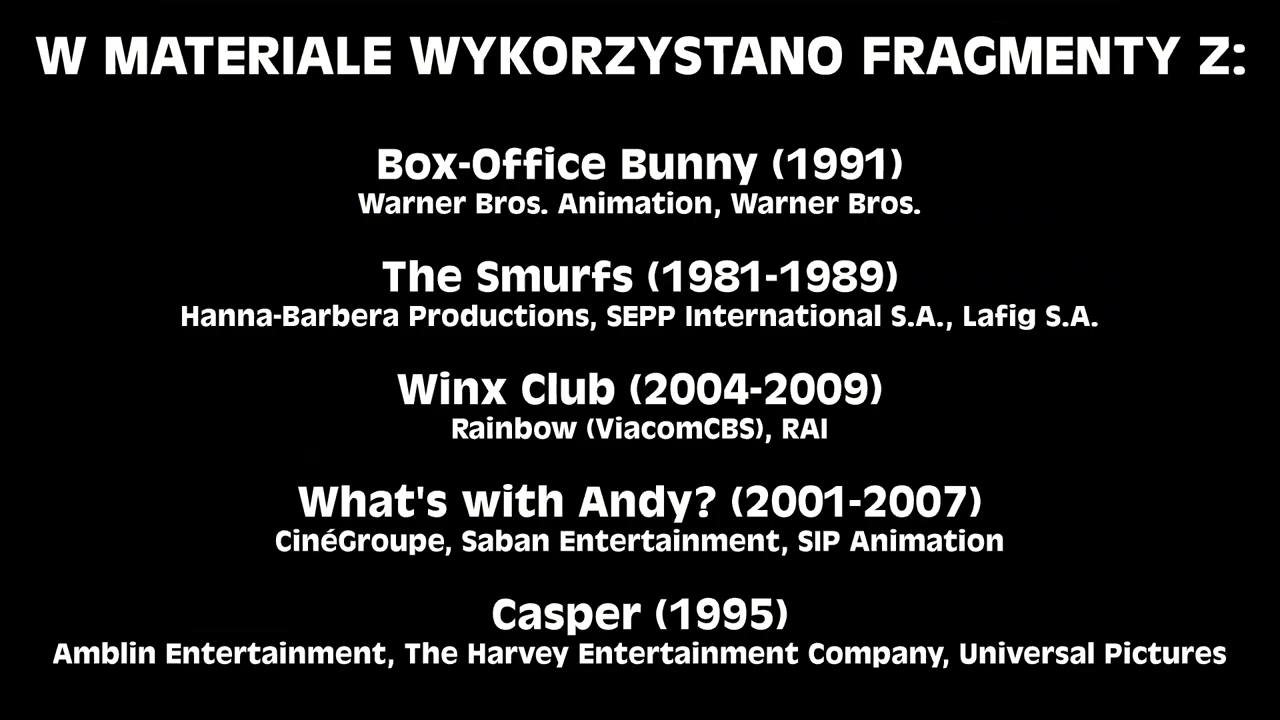 W MATERIALE WYKORZYSTANO FRAGMENTY Z:
Box-Office Bunny (1991)
Warner Bros. Animation, Warner Bros.
The Smurfs (1981-1989)
Hanna-Barbera Productions, SEPP International S.A., Lafig S.A.
Winx Club (2004-2009)
Rainbow (ViacomCBS), RAI
What's with Andy? (2001-2007)
CinéGroupe, Saban Entertainment, SIP Animation
Casper (1995)
Amblin Entertainment, The Harvey Entertainment Company, Universal Pictures